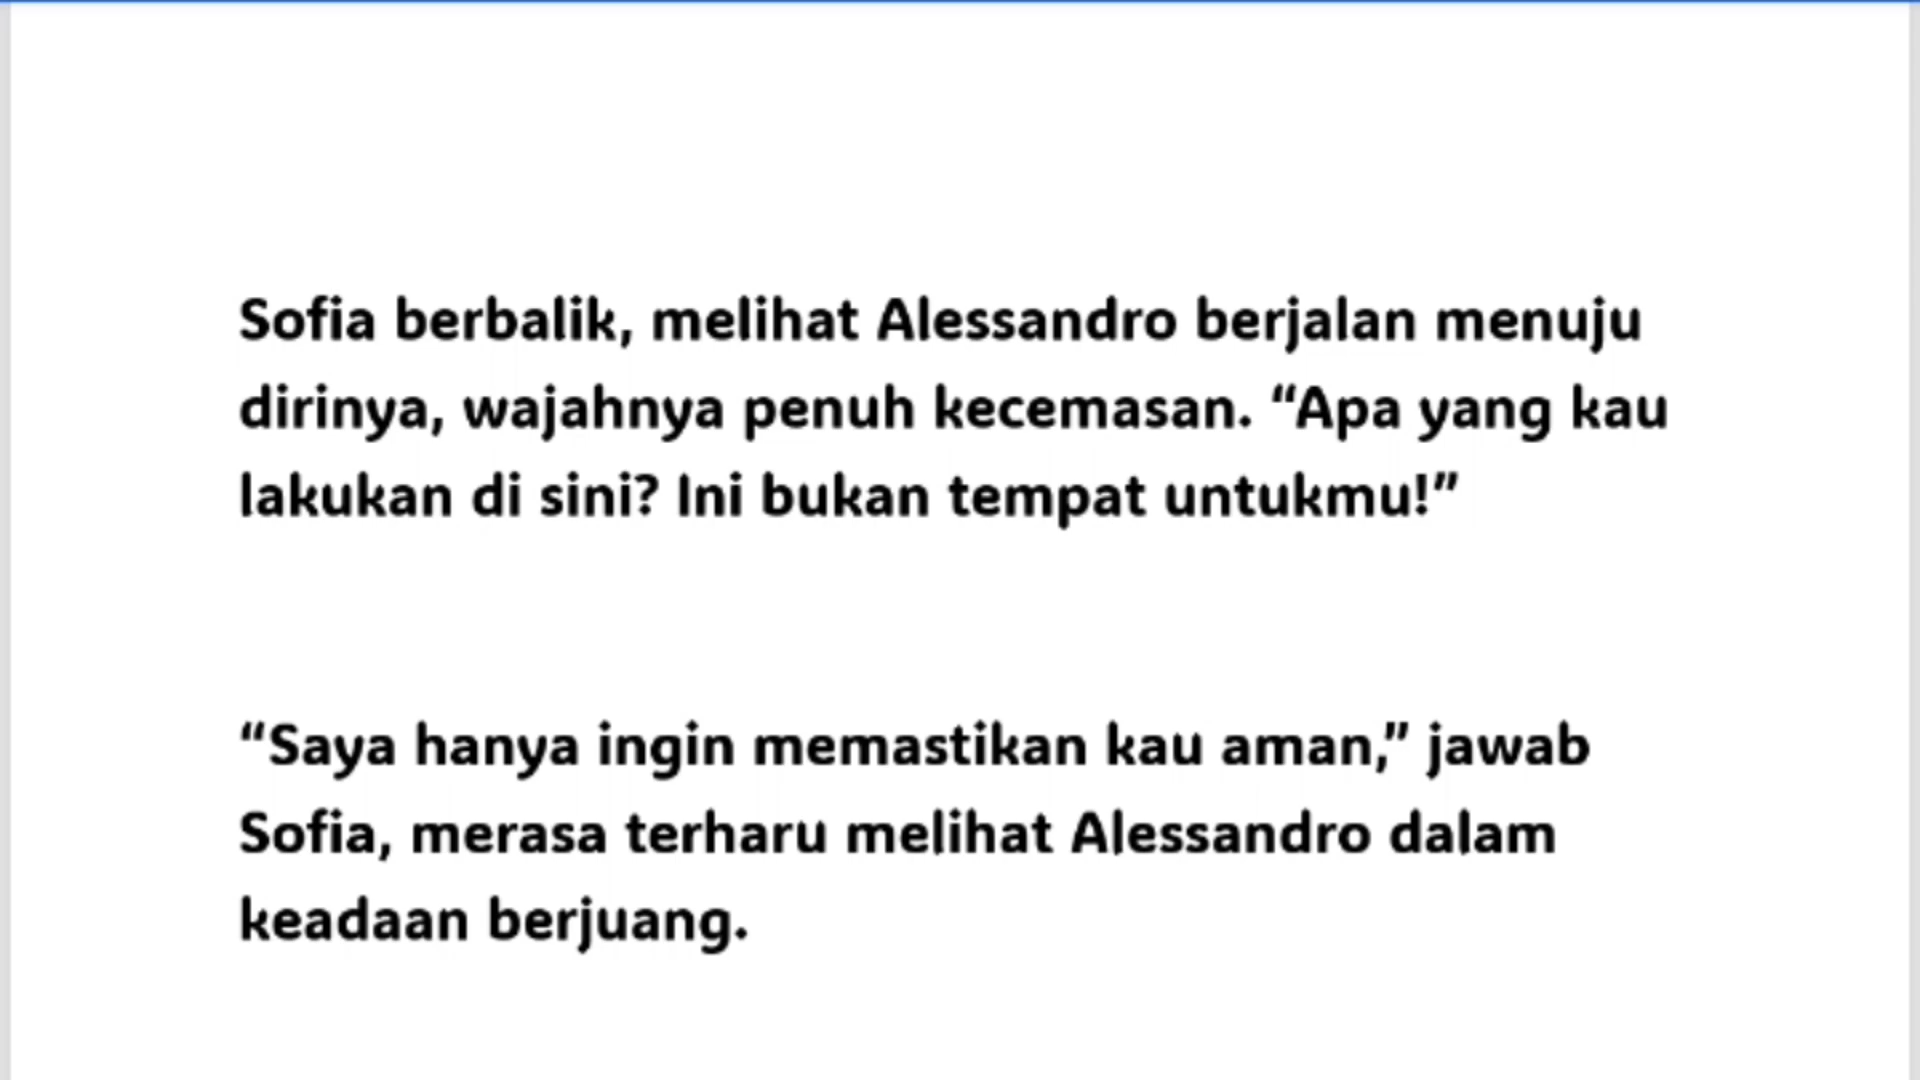 Sofia berbalik, melihat Alessandro berjalan menuju
dirinya, wajahnya penuh kecemasan. “Apa yang kau
lakukan di sini? Ini bukan tempat untukmu!”
“Saya hanya ingin memastikan kau aman,” jawab
Sofia, merasa terharu melihat Alessandro dalam
keadaan berjuang.